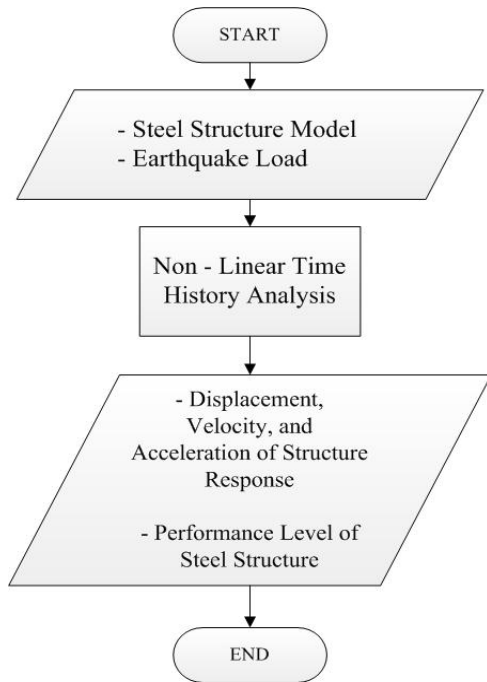 START
- Steel Structure Model
- Earthquake Load
Non - Linear Time
History Analysis
- Displacement,
Velocity, and
Acceleration of Structure
Response
- Performance Level of
Steel Structure
END